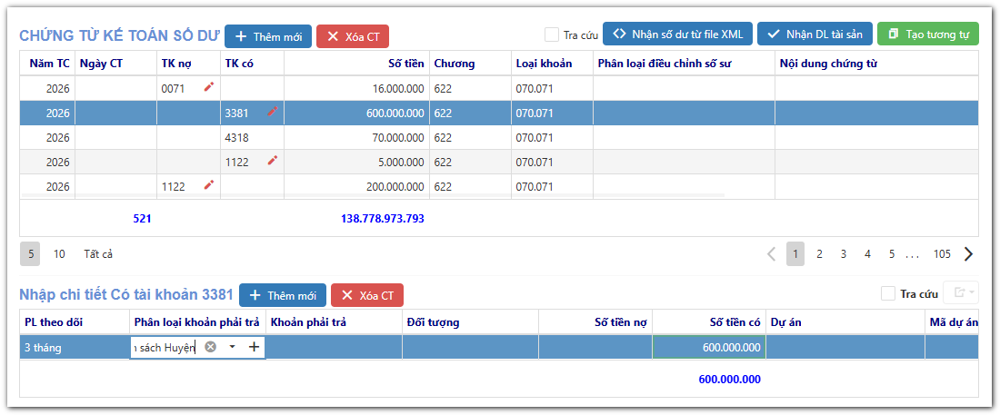 CHỨNG TỪ KẾ TOÁN SỐ DƯ Thêm mới Xóa CT Tra cứu Nhận số dư từ file XML Nhận DL tài sản Tạo tương tự
Năm TC Ngày CT TK nợ TK có Số tiền Chương Loại khoản Phân loại điều chỉnh số sư Nội dung chứng từ
2026 0071 16.000.000 622 070.071
2026 3381 600.000.000 622 070.071
2026 4318 70.000.000 622 070.071
2026 1122 5.000.000 622 070.071
2026 1122 200.000.000 622 070.071
521 138.778.973.793
5 10 Tất cả 1 2 3 4 5 ... 105
Nhập chi tiết Có tài khoản 3381 Thêm mới Xóa CT Tra cứu
PL theo dõi Phân loại khoản phải trả Khoản phải trả Đối tượng Số tiền nợ Số tiền có Dự án Mã dự án
3 tháng sách Huyện 600.000.000
600.000.000